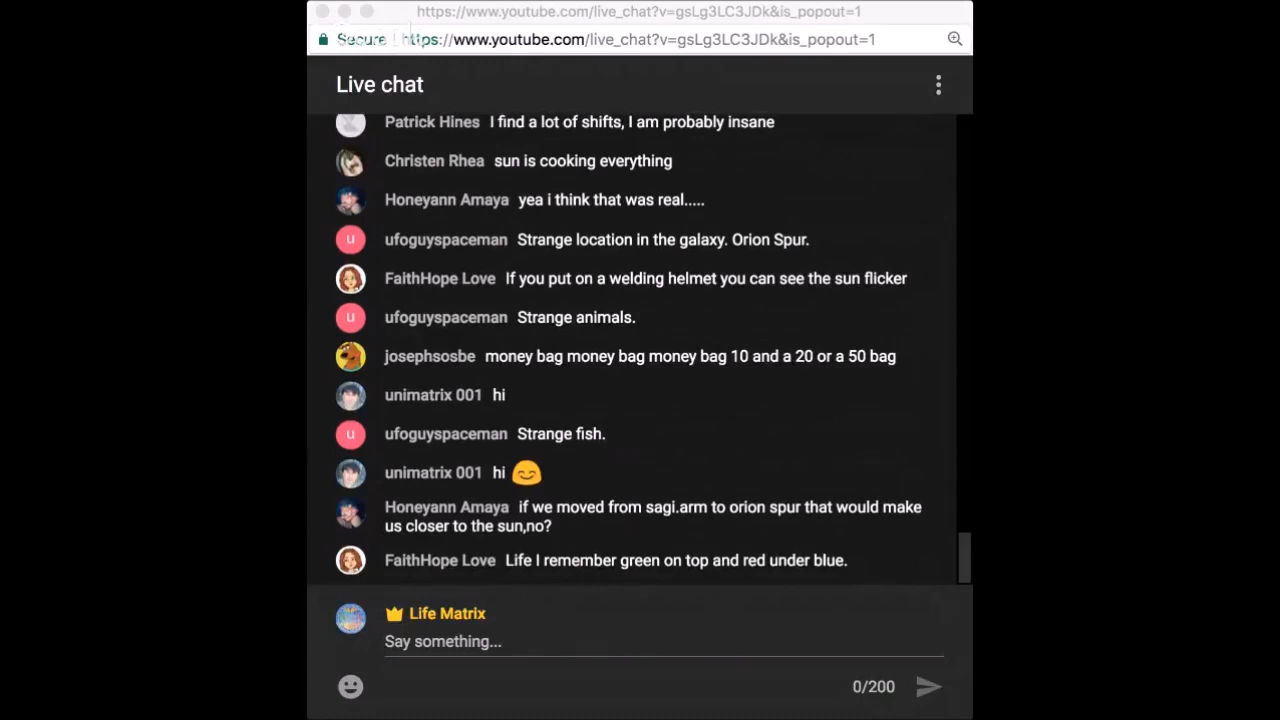 https://www.youtube.com/live_chat?v=gsLg3LC3JDk&is_popout=1
Secure https://www.youtube.com/live_chat?v=gsLg3LC3JDk&is_popout=1
Live chat
Patrick Hines I find a lot of shifts, I am probably insane
Christen Rhea sun is cooking everything
Honeyann Amaya yea i think that was real.....
u ufoguyspaceman Strange location in the galaxy. Orion Spur.
FaithHope Love If you put on a welding helmet you can see the sun flicker
u ufoguyspaceman Strange animals.
josephsosbe money bag money bag money bag 10 and a 20 or a 50 bag
unimatrix 001 hi
u ufoguyspaceman Strange fish.
unimatrix 001 hi 😊
Honeyann Amaya if we moved from sagi.arm to orion spur that would make
us closer to the sun,no?
FaithHope Love Life I remember green on top and red under blue.
Life Matrix
Say something...
0/200